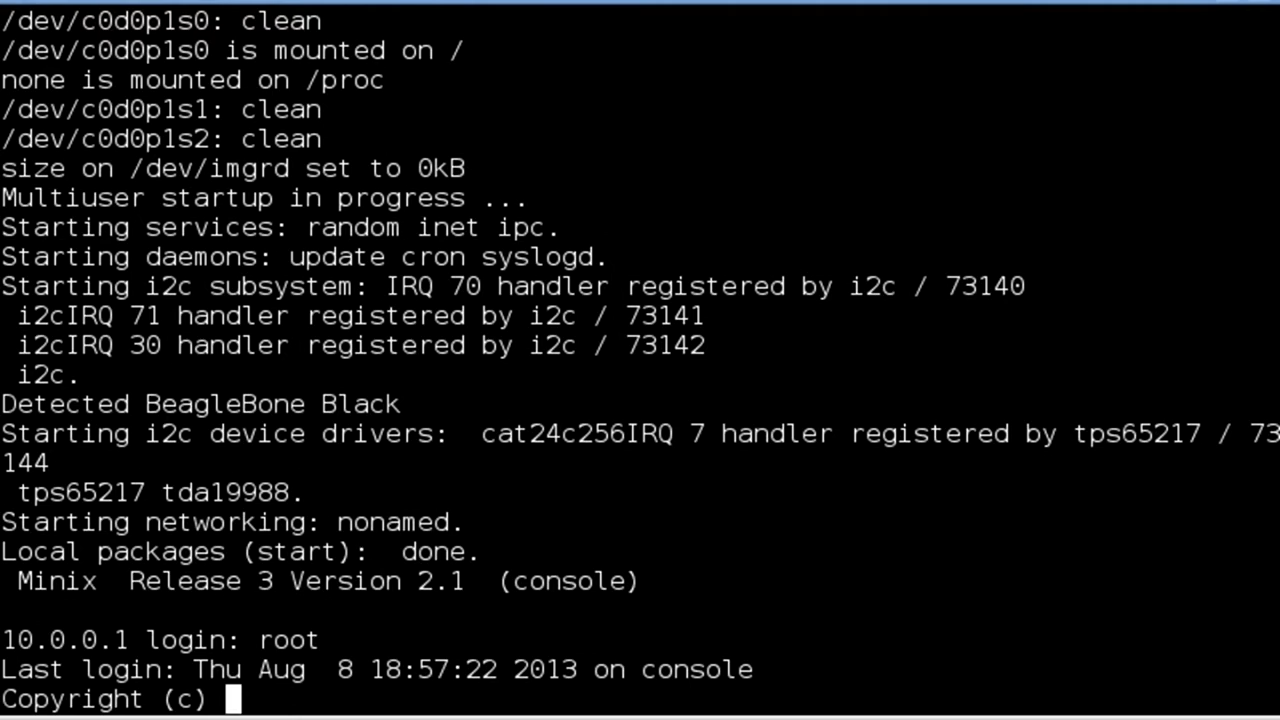 /dev/c0d0p1s0: clean
/dev/c0d0p1s0 is mounted on /
none is mounted on /proc
/dev/c0d0p1s1: clean
/dev/c0d0p1s2: clean
size on /dev/imgrd set to 0kB
Multiuser startup in progress ...
Starting services: random inet ipc.
Starting daemons: update cron syslogd.
Starting i2c subsystem: IRQ 70 handler registered by i2c / 73140
 i2cIRQ 71 handler registered by i2c / 73141
 i2cIRQ 30 handler registered by i2c / 73142
 i2c.
Detected BeagleBone Black
Starting i2c device drivers:  cat24c256IRQ 7 handler registered by tps65217 / 73
144
 tps65217 tda19988.
Starting networking: nonamed.
Local packages (start):  done.
 Minix  Release 3 Version 2.1  (console)
10.0.0.1 login: root
Last login: Thu Aug  8 18:57:22 2013 on console
Copyright (c)